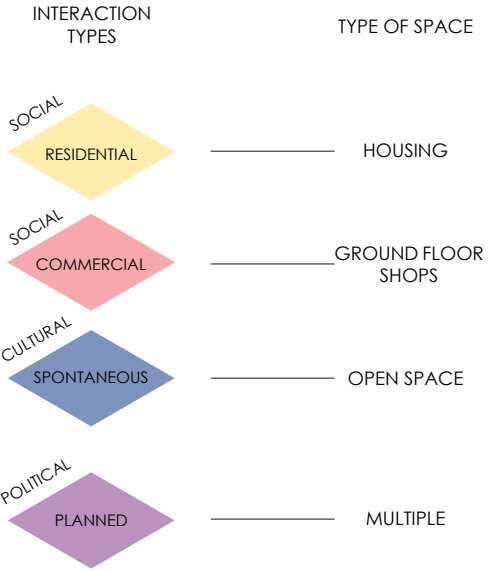 INTERACTION
TYPES
TYPE OF SPACE
SOCIAL
RESIDENTIAL
HOUSING
SOCIAL
COMMERCIAL
GROUND FLOOR
SHOPS
CULTURAL
SPONTANEOUS
OPEN SPACE
POLITICAL
PLANNED
MULTIPLE